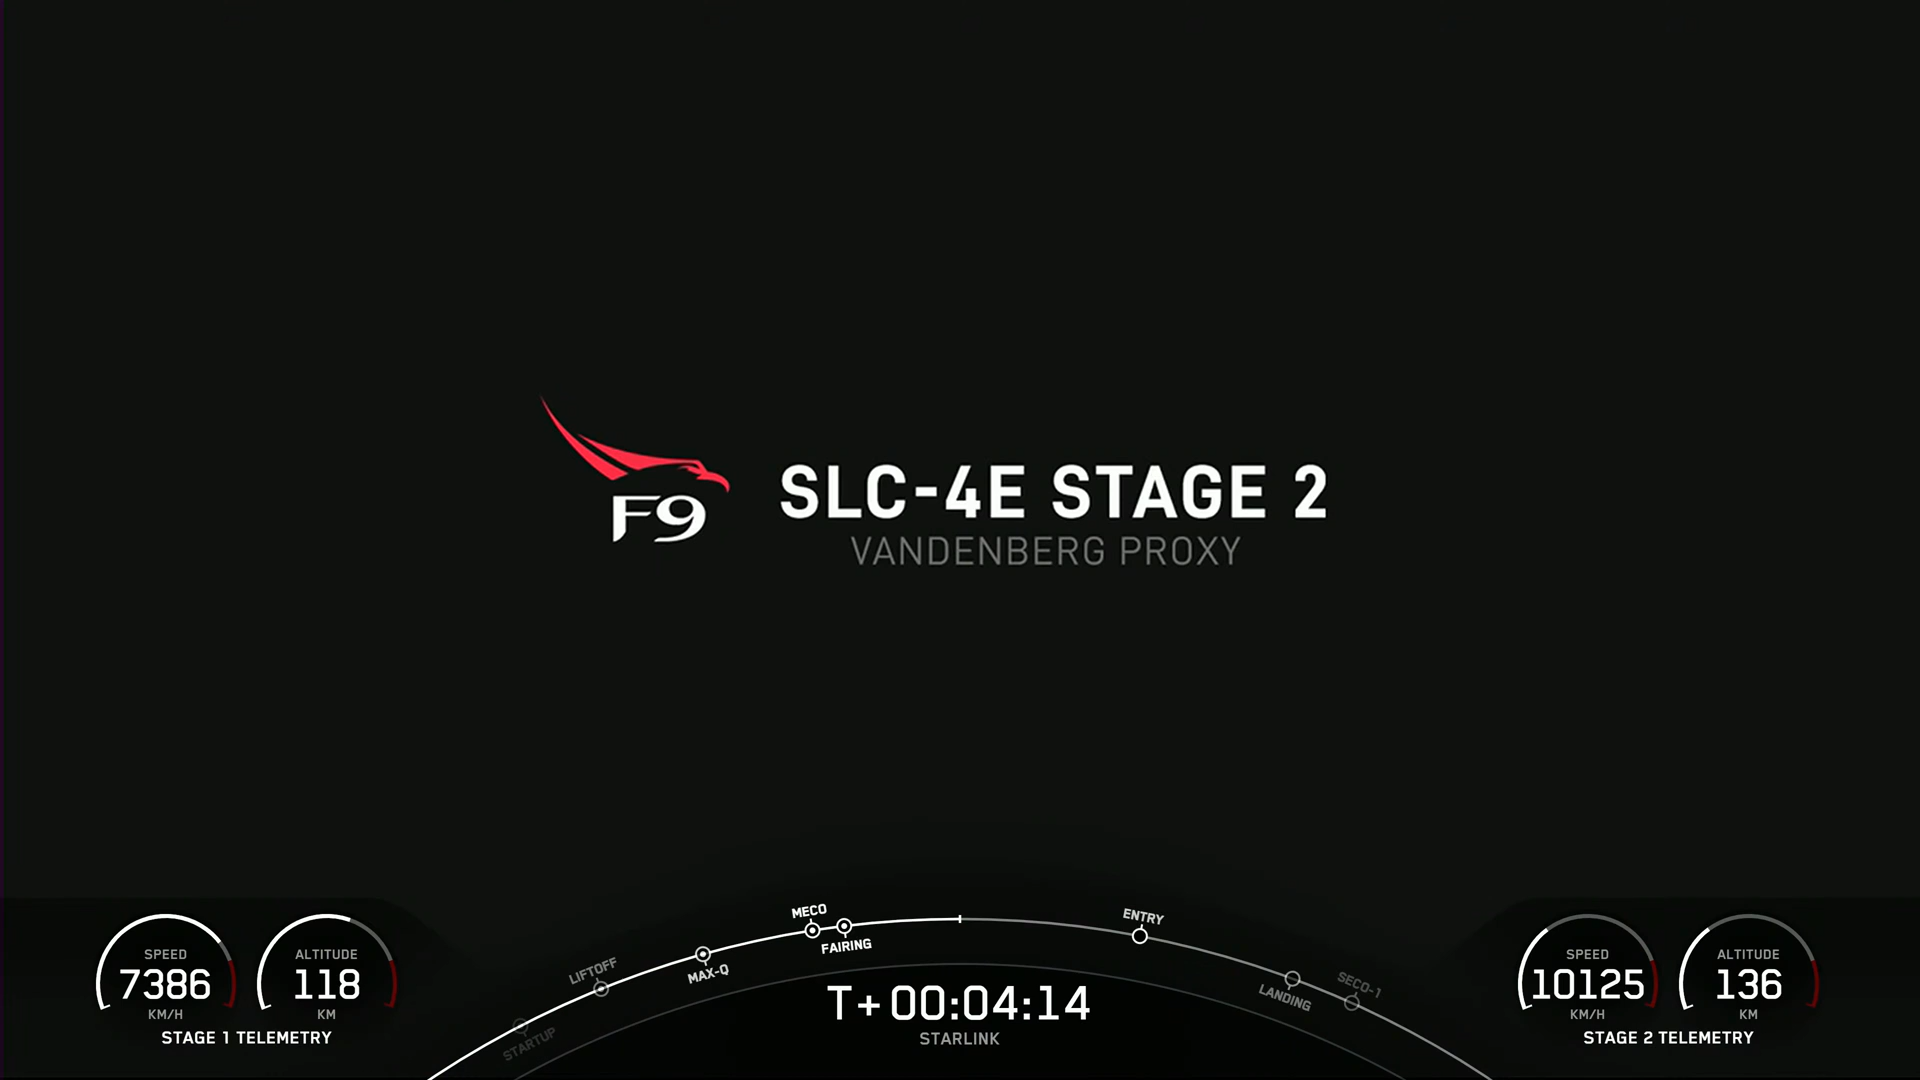 F9
SLC-4E STAGE 2
VANDENBERG PROXY
SPEED
7386
KM/H
ALTITUDE
118
KM
STAGE 1 TELEMETRY
STARTUP
LIFTOFF
MAX-Q
MECO
FAIRING
ENTRY
LANDING
SECO-1
T+00:04:14
STARLINK
SPEED
10125
KM/H
ALTITUDE
136
KM
STAGE 2 TELEMETRY